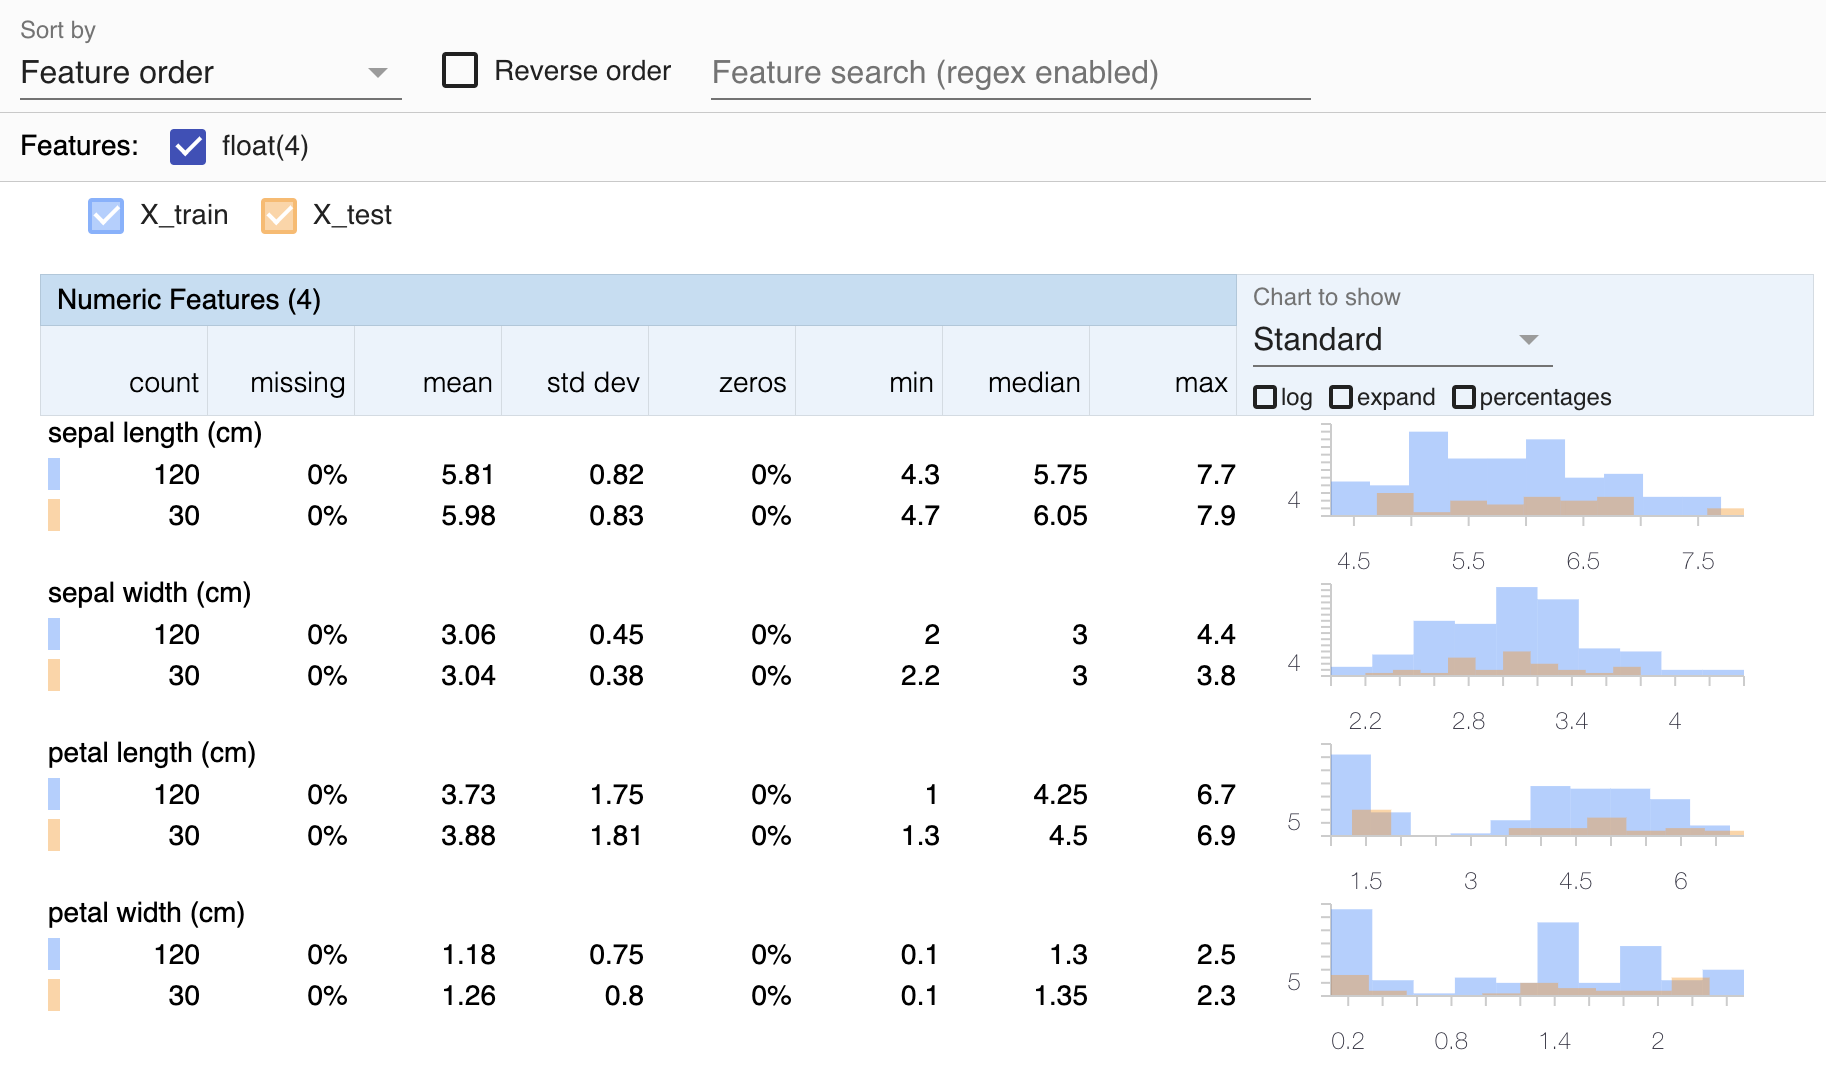 Sort by
Feature order
Reverse order
Feature search (regex enabled)
Features: float(4)
X_train X_test
Numeric Features (4)
Chart to show
Standard
count missing mean std dev zeros min median max
log expand percentages
sepal length (cm)
120 0% 5.81 0.82 0% 4.3 5.75 7.7
30 0% 5.98 0.83 0% 4.7 6.05 7.9
4
4.5 5.5 6.5 7.5
sepal width (cm)
120 0% 3.06 0.45 0% 2 3 4.4
30 0% 3.04 0.38 0% 2.2 3 3.8
4
2.2 2.8 3.4 4
petal length (cm)
120 0% 3.73 1.75 0% 1 4.25 6.7
30 0% 3.88 1.81 0% 1.3 4.5 6.9
5
1.5 3 4.5 6
petal width (cm)
120 0% 1.18 0.75 0% 0.1 1.3 2.5
30 0% 1.26 0.8 0% 0.1 1.35 2.3
5
0.2 0.8 1.4 2